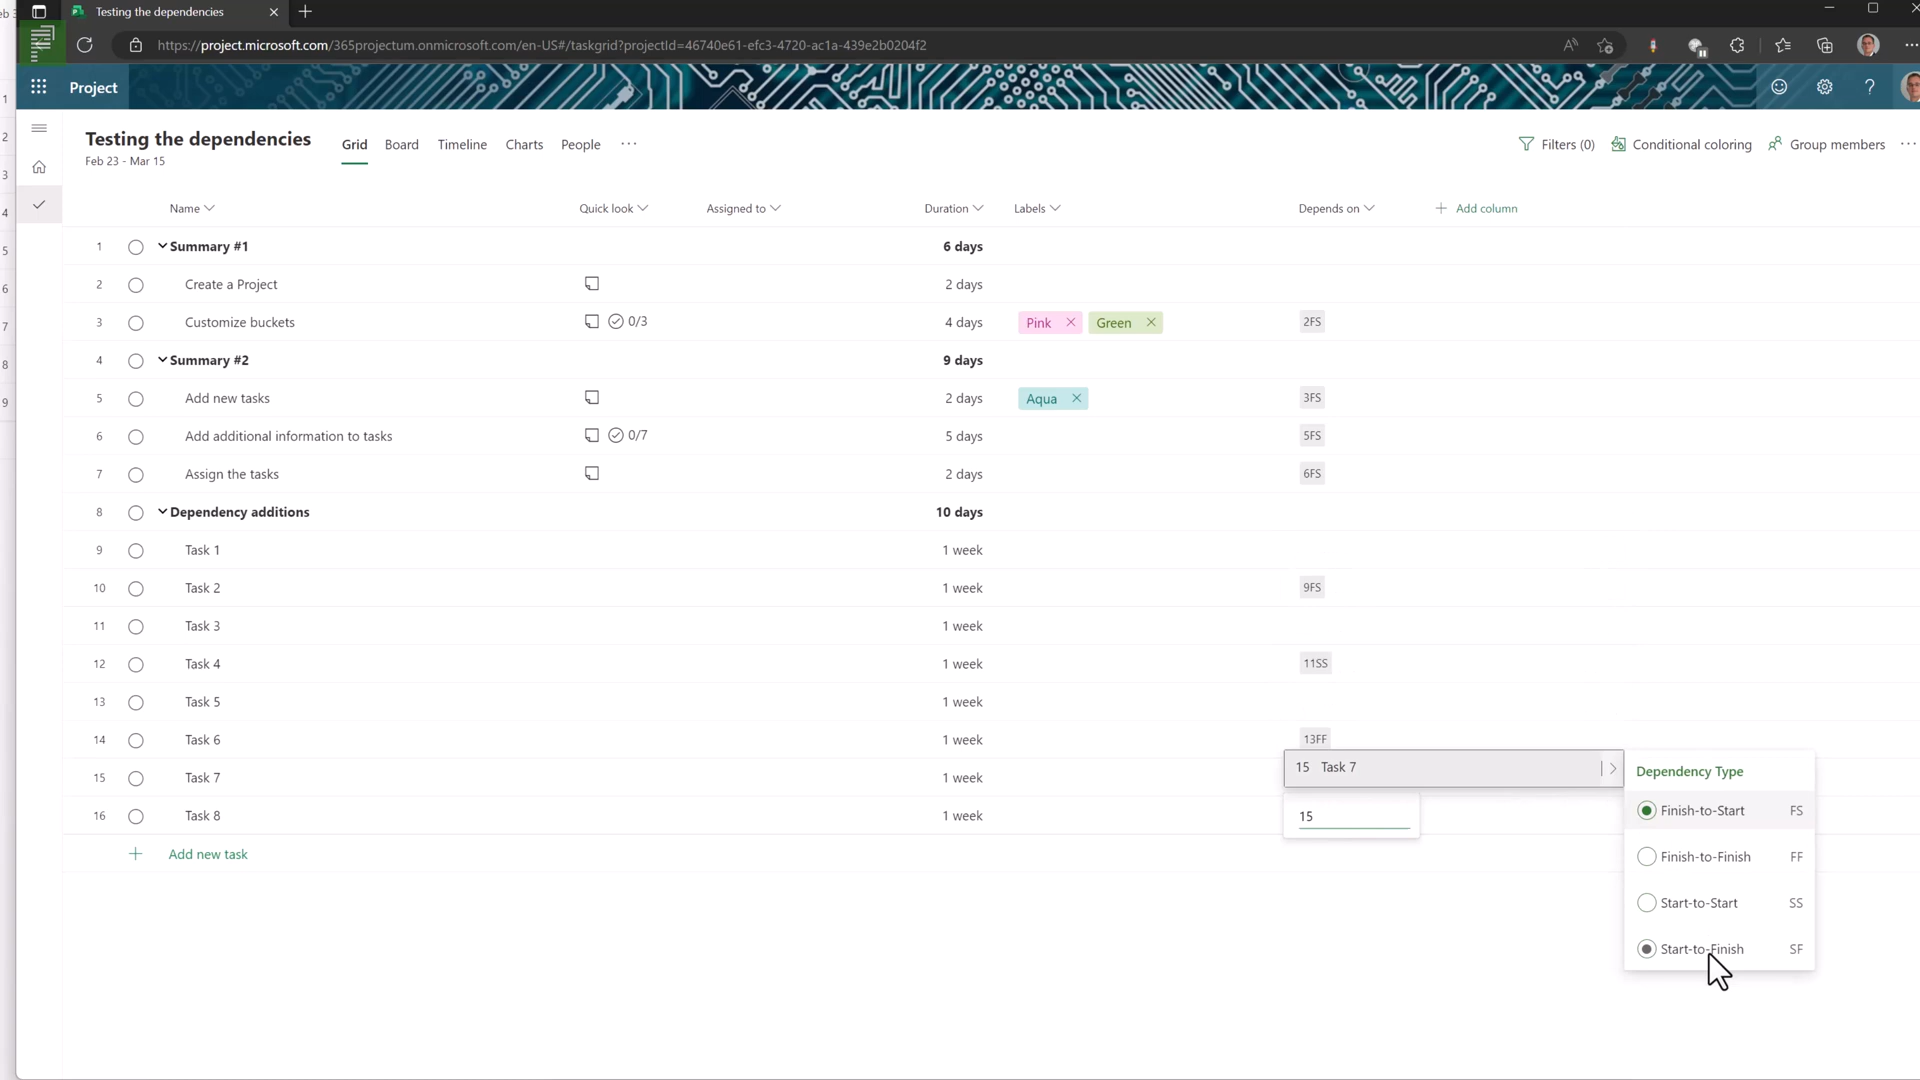 Testing the dependencies
https://project.microsoft.com/365projectum.onmicrosoft.com/en-US#/taskgrid?projectId=46740e61-efc3-4720-ac1a-439e2b0204f2
Project
Testing the dependencies
Feb 23 - Mar 15
Grid Board Timeline Charts People
Filters (0) Conditional coloring Group members
Name Quick look Assigned to Duration Labels Depends on Add column
1 Summary #1 6 days
2 Create a Project 2 days
3 Customize buckets 0/3 4 days Pink Green 2FS
4 Summary #2 9 days
5 Add new tasks 2 days Aqua 3FS
6 Add additional information to tasks 0/7 5 days 5FS
7 Assign the tasks 2 days 6FS
8 Dependency additions 10 days
9 Task 1 1 week
10 Task 2 1 week 9FS
11 Task 3 1 week
12 Task 4 1 week 11SS
13 Task 5 1 week
14 Task 6 1 week 13FF
15 Task 7 1 week
15 Task 7
16 Task 8 1 week
15
Add new task
Dependency Type
Finish-to-Start FS
Finish-to-Finish FF
Start-to-Start SS
Start-to-Finish SF